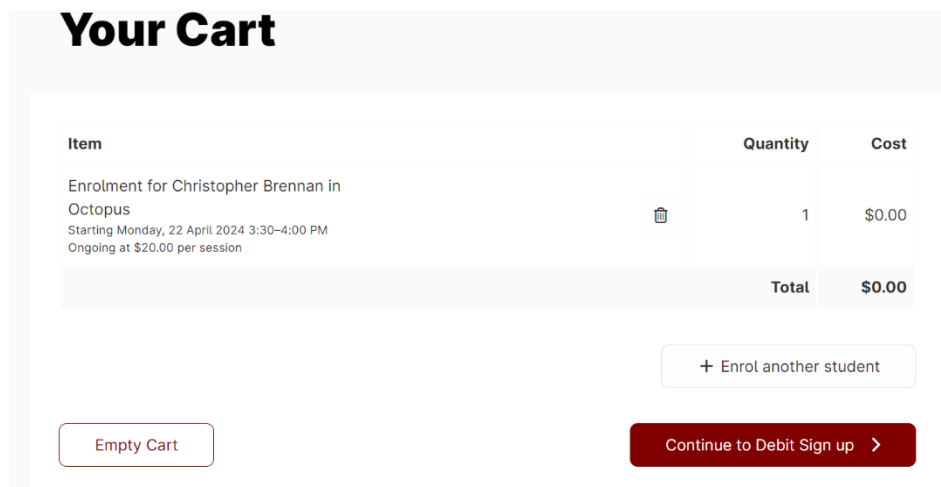 Your Cart
Item Quantity Cost
Enrolment for Christopher Brennan in
Octopus
Starting Monday, 22 April 2024 3:30–4:00 PM
Ongoing at $20.00 per session
1 $0.00
Total $0.00
+ Enrol another student
Empty Cart
Continue to Debit Sign up